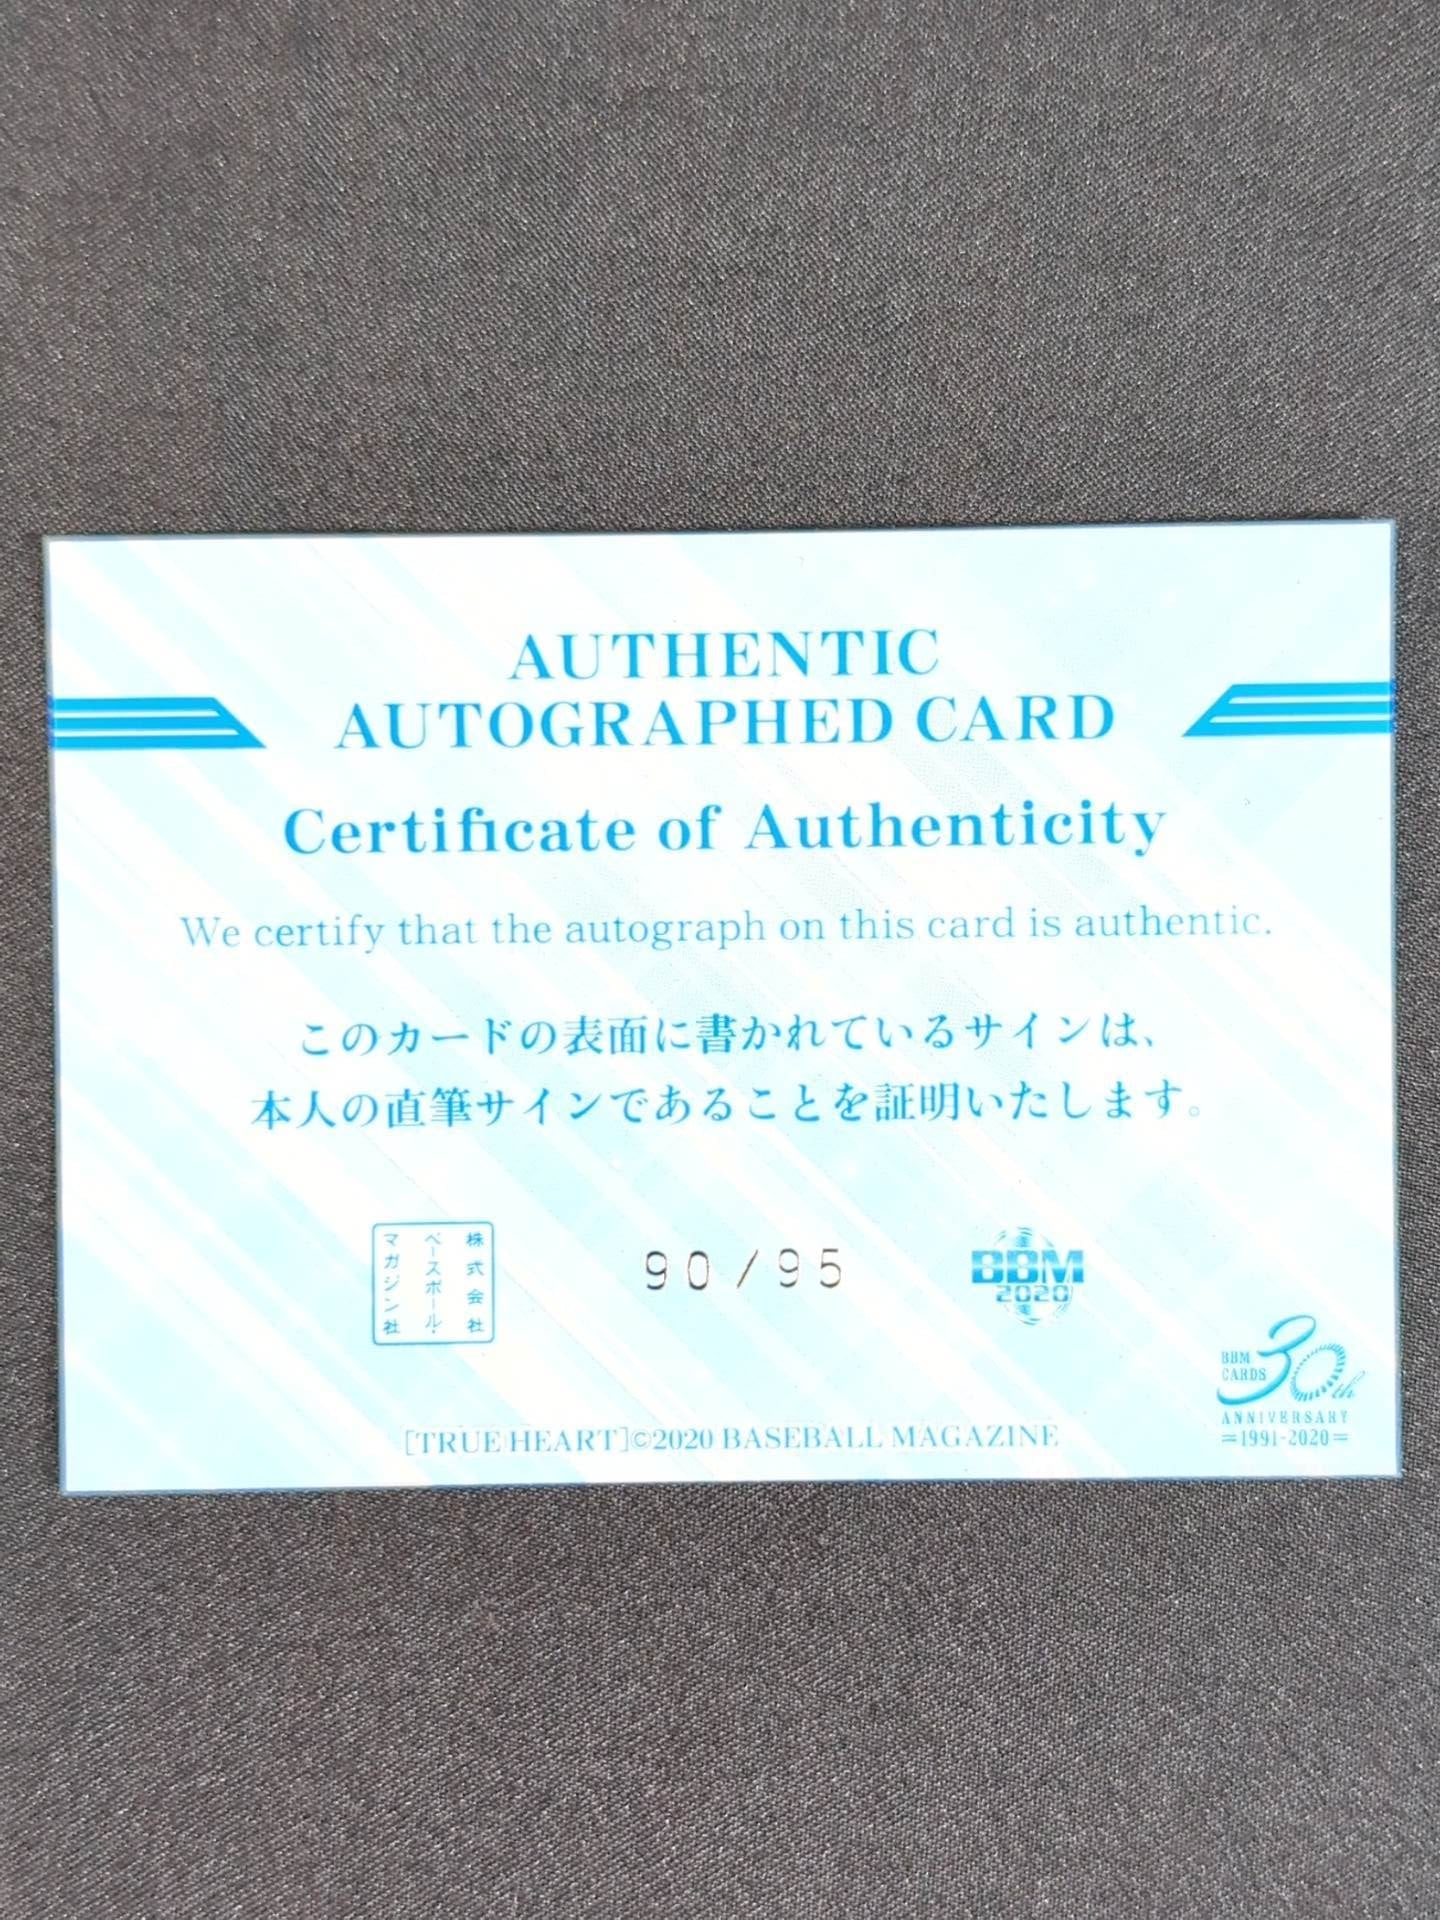 AUTHENTIC
AUTOGRAPHED CARD
Certificate of Authenticity
We certify that the autograph on this card is authentic.
このカードの表面に書かれているサインは、
本人の直筆サインであることを証明いたします。
株式会社
ベースボール・
マガジン社
90/95
BBM
2020
BBM
CARDS
30th
ANNIVERSARY
=1991-2020=
[TRUE HEART]©2020 BASEBALL MAGAZINE